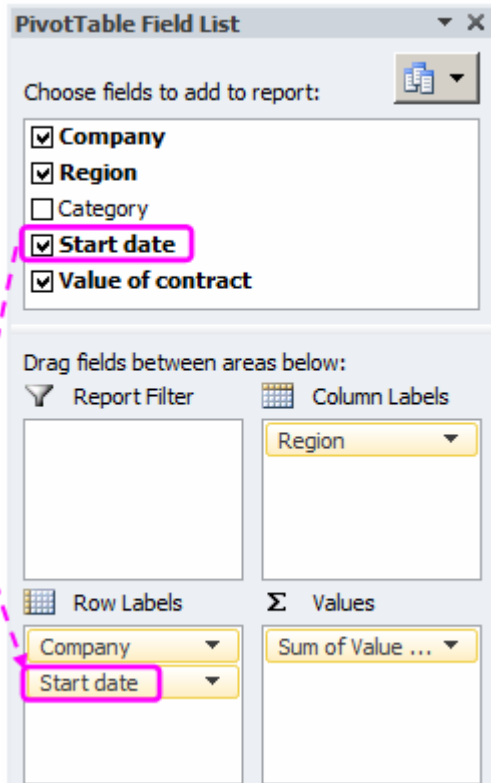 PivotTable Field List
Choose fields to add to report:
Company
Region
Category
Start date
Value of contract
Drag fields between areas below:
Report Filter
Column Labels
Region
Row Labels
Σ Values
Company
Sum of Value ...
Start date